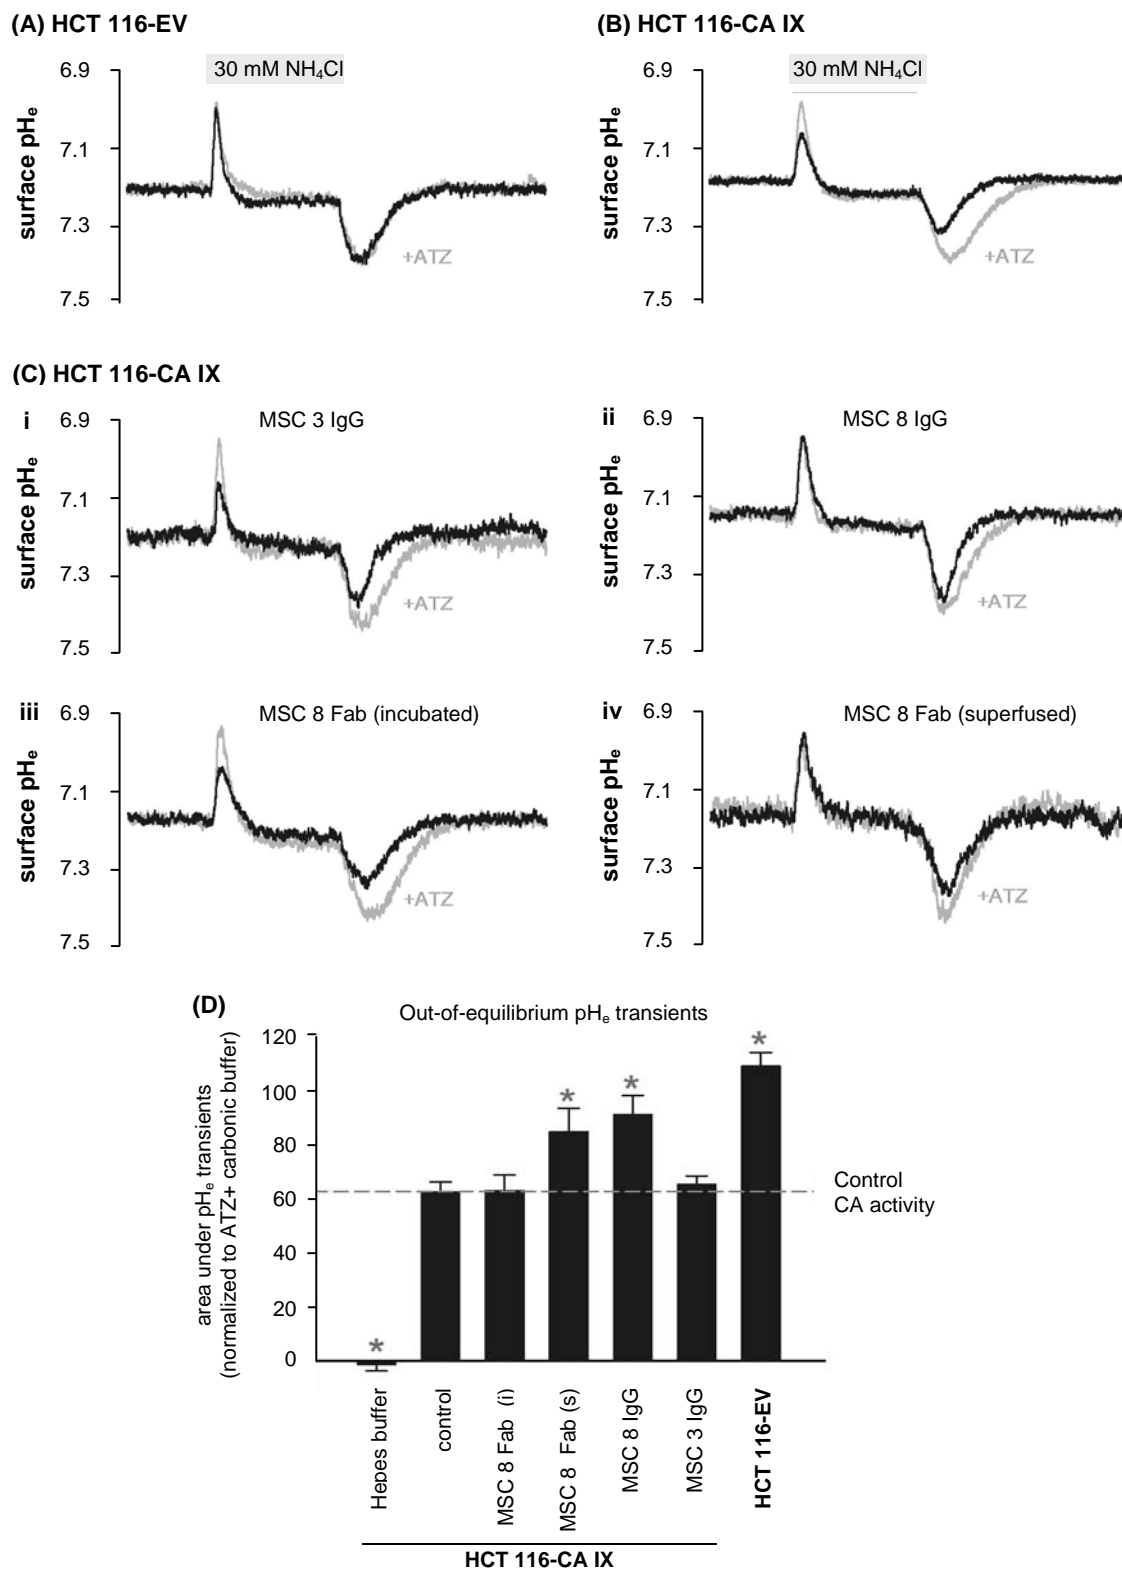 (A) HCT 116-EV
(B) HCT 116-CA IX
30 mM NH₄Cl
30 mM NH₄Cl
6.9
7.1
7.3
7.5
surface pHₑ
+ATZ
6.9
7.1
7.3
7.5
surface pHₑ
+ATZ
(C) HCT 116-CA IX
i
MSC 3 IgG
6.9
7.1
7.3
7.5
surface pHₑ
+ATZ
ii
MSC 8 IgG
6.9
7.1
7.3
7.5
surface pHₑ
+ATZ
iii
MSC 8 Fab (incubated)
6.9
7.1
7.3
7.5
surface pHₑ
+ATZ
iv
MSC 8 Fab (superfused)
6.9
7.1
7.3
7.5
surface pHₑ
+ATZ
(D)
Out-of-equilibrium pHₑ transients
area under pHₑ transients
(normalized to ATZ+ carbonic buffer)
120
100
80
60
40
20
0
*
*
*
*
Control
CA activity
Hepes buffer
control
MSC 8 Fab (i)
MSC 8 Fab (s)
MSC 8 IgG
MSC 3 IgG
HCT 116-EV
HCT 116-CA IX